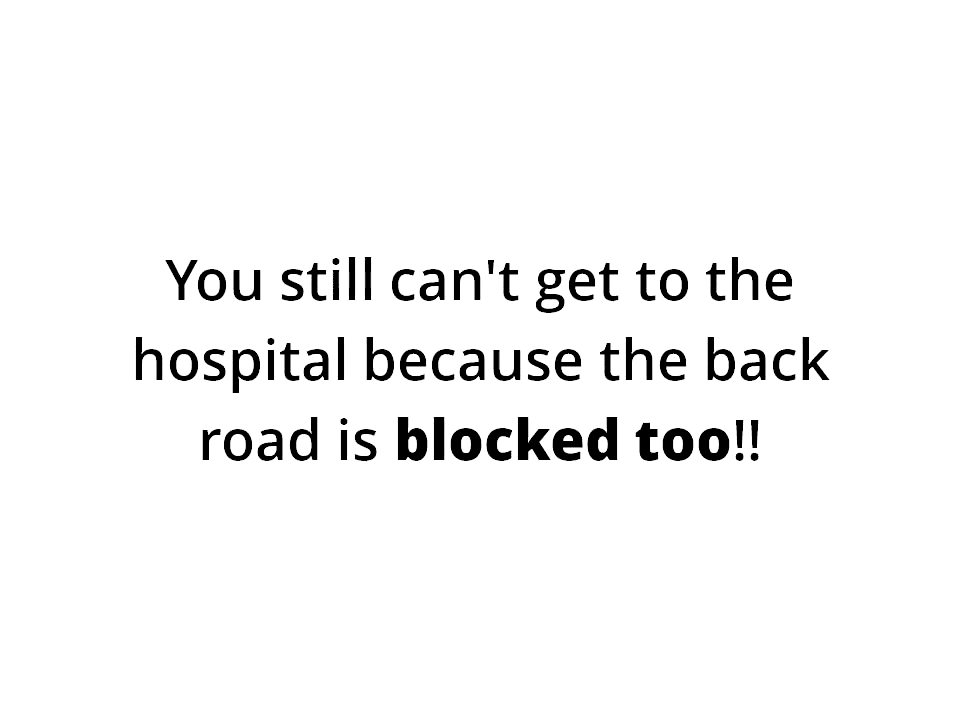 You still can't get to the
hospital because the back
road is blocked too!!